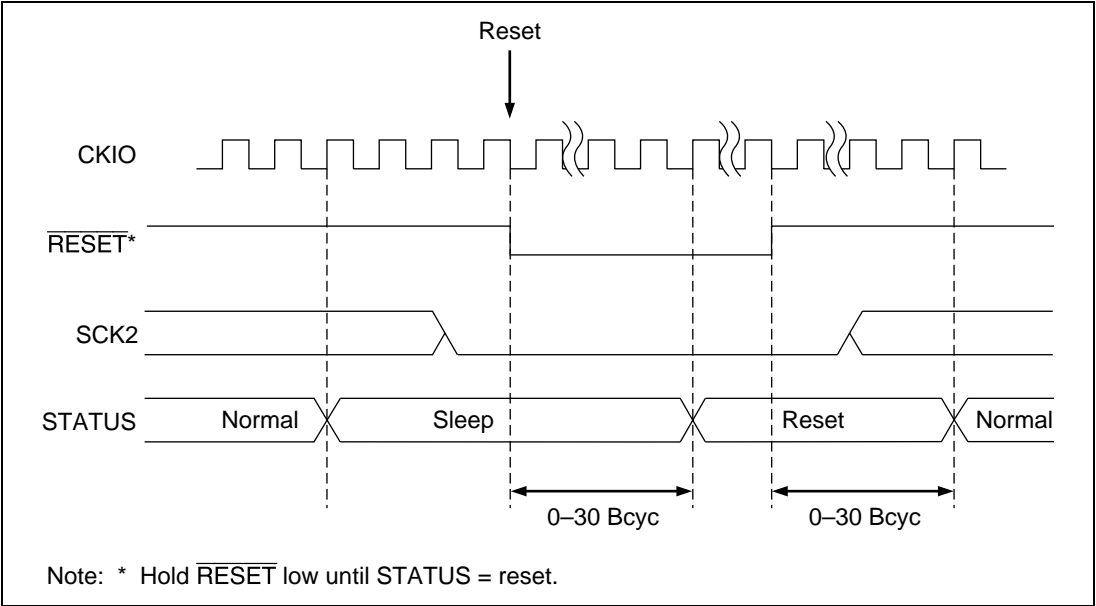 Reset
CKIO
RESET*
SCK2
STATUS Normal Sleep Reset Normal
0–30 Bcyc 0–30 Bcyc
Note: * Hold RESET low until STATUS = reset.